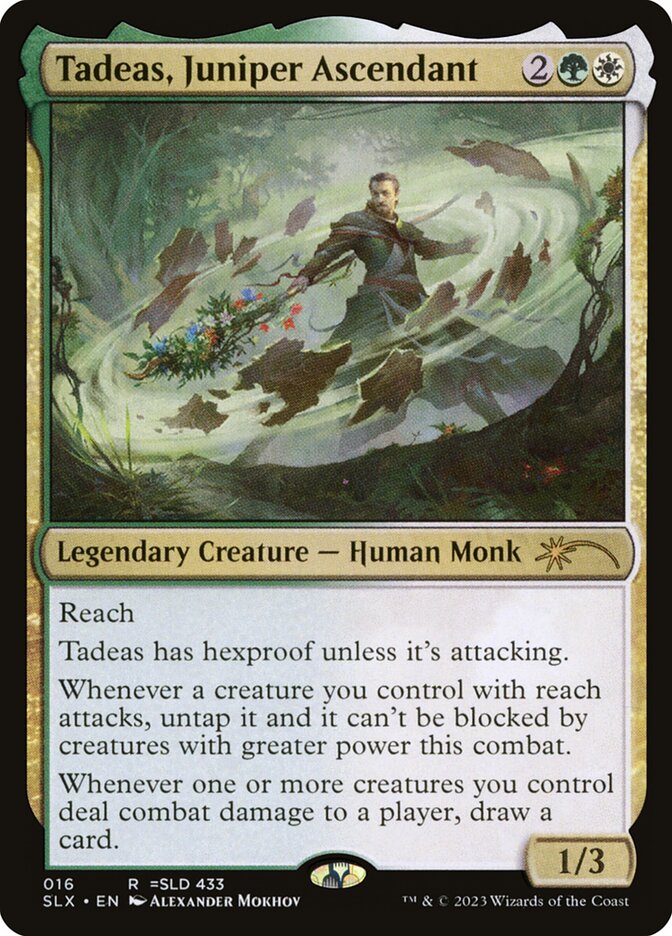 Tadeas, Juniper Ascendant 2
Legendary Creature — Human Monk
Reach
Tadeas has hexproof unless it's attacking.
Whenever a creature you control with reach
attacks, untap it and it can't be blocked by
creatures with greater power this combat.
Whenever one or more creatures you control
deal combat damage to a player, draw a
card.
1/3
016 R =SLD 433
SLX • EN Alexander Mokhov
™ & © 2023 Wizards of the Coast